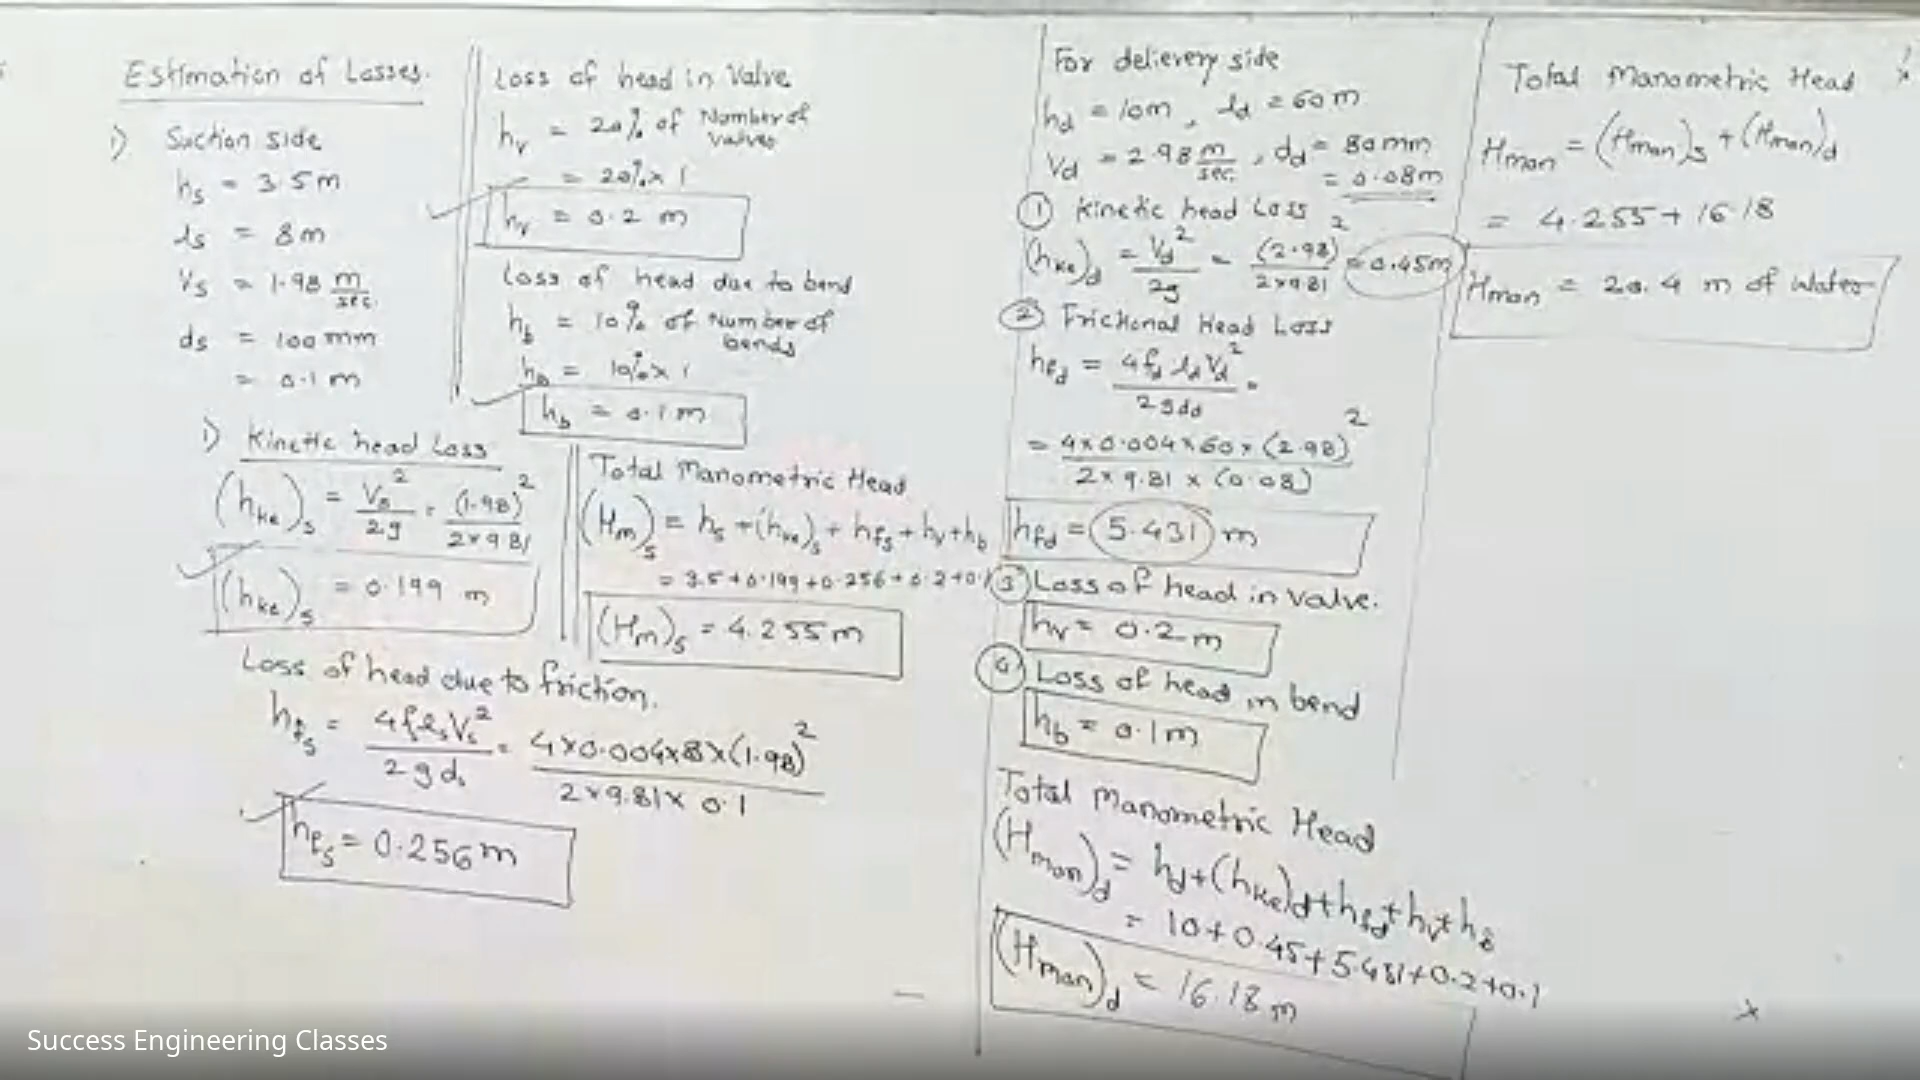 Estimation of Losses.
1) Suction side
hs = 3.5 m
ls = 8m
Vs = 1.98 m/sec.
ds = 100 mm
= 0.1 m
1) Kinetic head Loss
(hke)s = Vs²/2g = (1.98)²/2×9.81
(hke)s = 0.199 m
Loss of head due to friction.
hfs = 4flsVs²/2gds = 4×0.004×8×(1.98)²/2×9.81×0.1
hfs = 0.256 m
Loss of head in Valve
hv = 20% of Number of valves
= 20% × 1
hv = 0.2 m
Loss of head due to bend
hb = 10% of Number of bends
hb = 10% × 1
hb = 0.1 m
Total Manometric Head
(Hm)s = hs + (hke)s + hfs + hv + hb
= 3.5 + 0.199 + 0.256 + 0.2 + 0.1
(Hm)s = 4.255 m
For delievery side
hd = 10m, ld = 60m
Vd = 2.98 m/sec., dd = 80 mm
= 0.08m
① Kinetic head Loss
(hke)d = Vd²/2g = (2.98)²/2×9.81 = 0.45m
② Frictional Head Loss
hfd = 4fd ld Vd²/2gdd =
= 4×0.004×60×(2.98)²/2×9.81×(0.08)
hfd = 5.431 m
③ Loss of head in valve.
hv = 0.2 m
④ Loss of head in bend
hb = 0.1m
Total Manometric Head
(Hman)d = hd + (hke)d + hfd + hv + hb
= 10 + 0.45 + 5.431 + 0.2 + 0.1
(Hman)d = 16.18 m
Total Manometric Head
Hman = (Hman)s + (Hman)d
= 4.255 + 16.18
Hman = 20.4 m of water
Success Engineering Classes